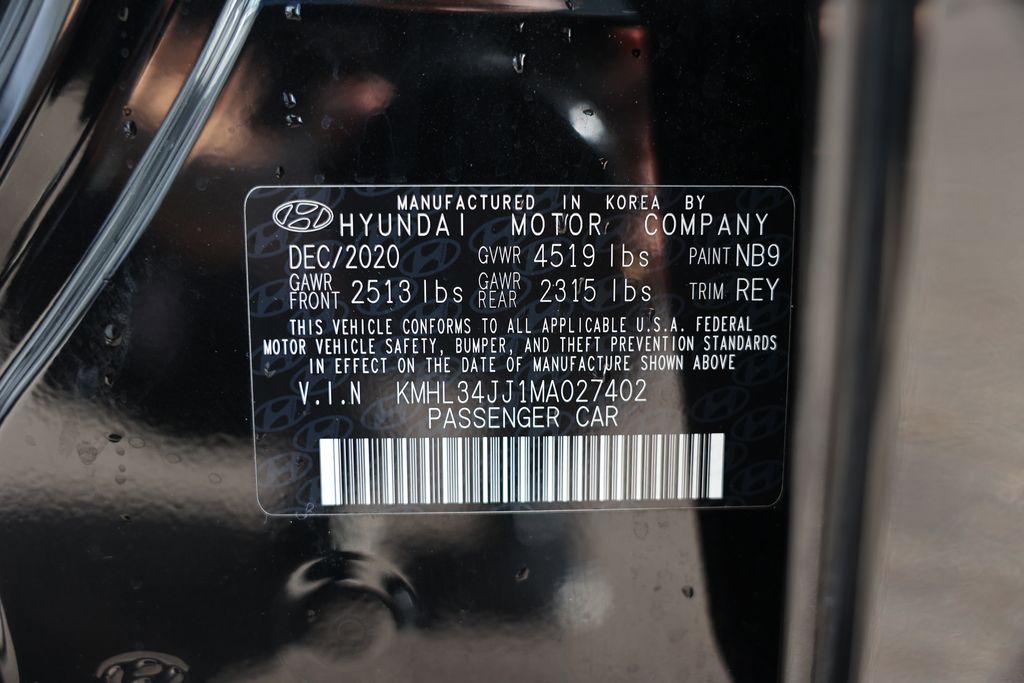 MANUFACTURED IN KOREA BY
HYUNDAI MOTOR COMPANY
DEC/2020 GVWR 4519 lbs PAINT NB9
GAWR FRONT 2513 lbs GAWR REAR 2315 lbs TRIM REY
THIS VEHICLE CONFORMS TO ALL APPLICABLE U.S.A. FEDERAL
MOTOR VEHICLE SAFETY, BUMPER, AND THEFT PREVENTION STANDARDS
IN EFFECT ON THE DATE OF MANUFACTURE SHOWN ABOVE
V.I.N KMHL34JJ1MA027402
PASSENGER CAR